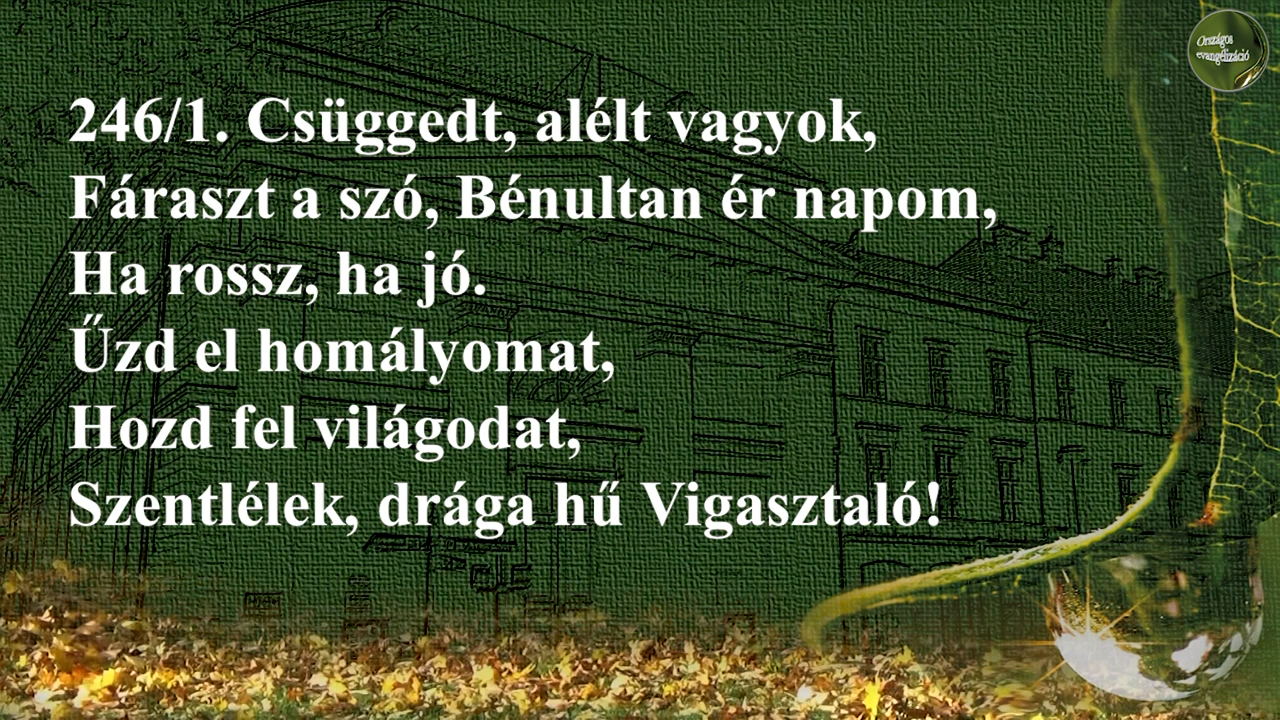 Országos
evangélizáció
246/1. Csüggedt, alélt vagyok,
Fáraszt a szó, Bénultan ér napom,
Ha rossz, ha jó.
Űzd el homályomat,
Hozd fel világodat,
Szentlélek, drága hű Vigasztaló!